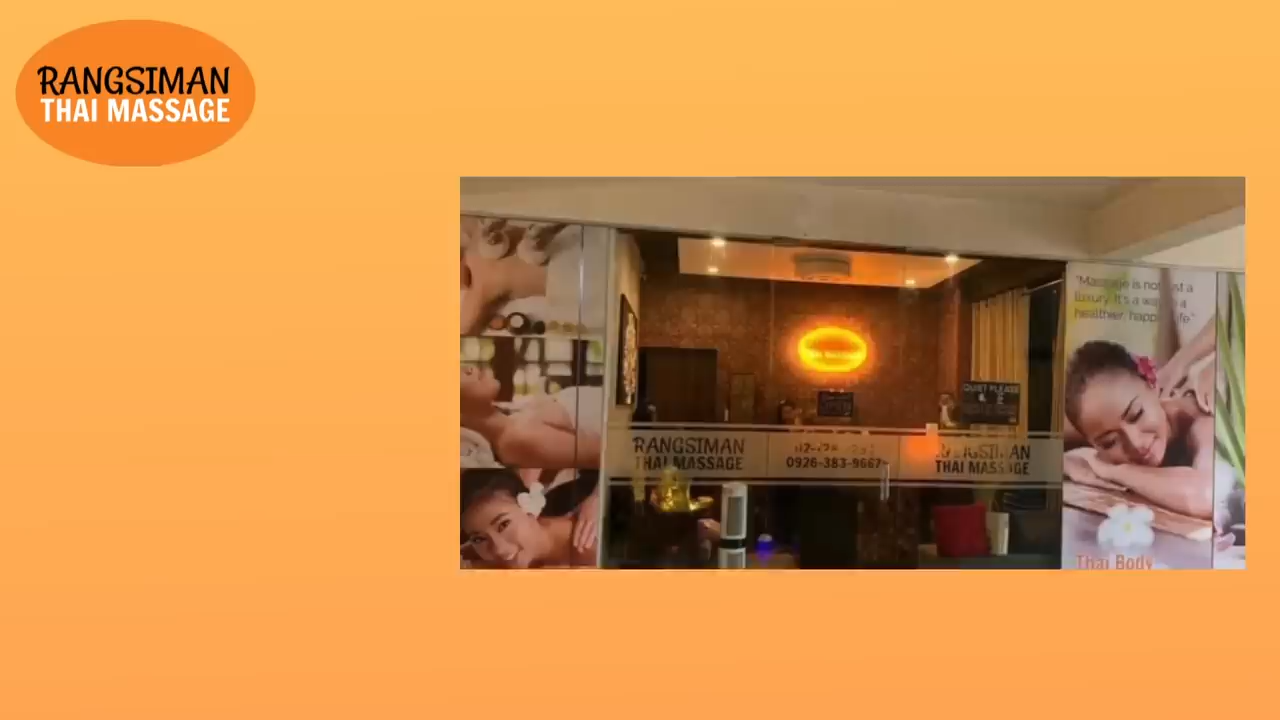 RANGSIMAN
THAI MASSAGE
"Massage is not just a
luxury. It's a way to a
healthier, happier life"
QUIET PLEASE
RANGSIMAN
THAI MASSAGE
0926-383-9667
RANGSIMAN
THAI MASSAGE
Thai Body